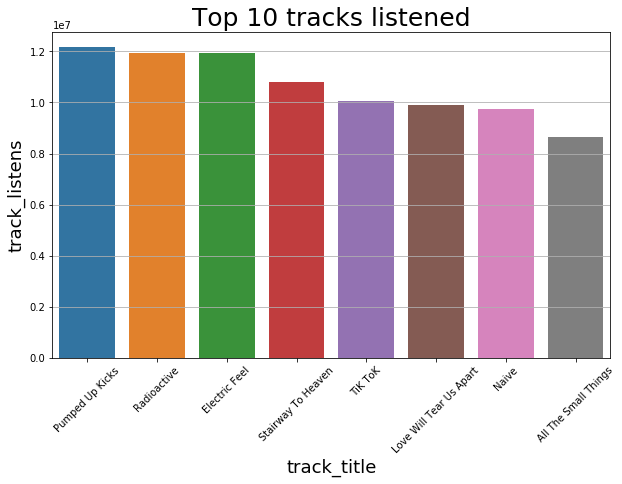 Top 10 tracks listened
1e7
1.2
1.0
0.8
0.6
0.4
0.2
0.0
track_listens
Pumped Up Kicks
Radioactive
Electric Feel
Stairway To Heaven
TiK ToK
Love Will Tear Us Apart
Naive
All The Small Things
track_title